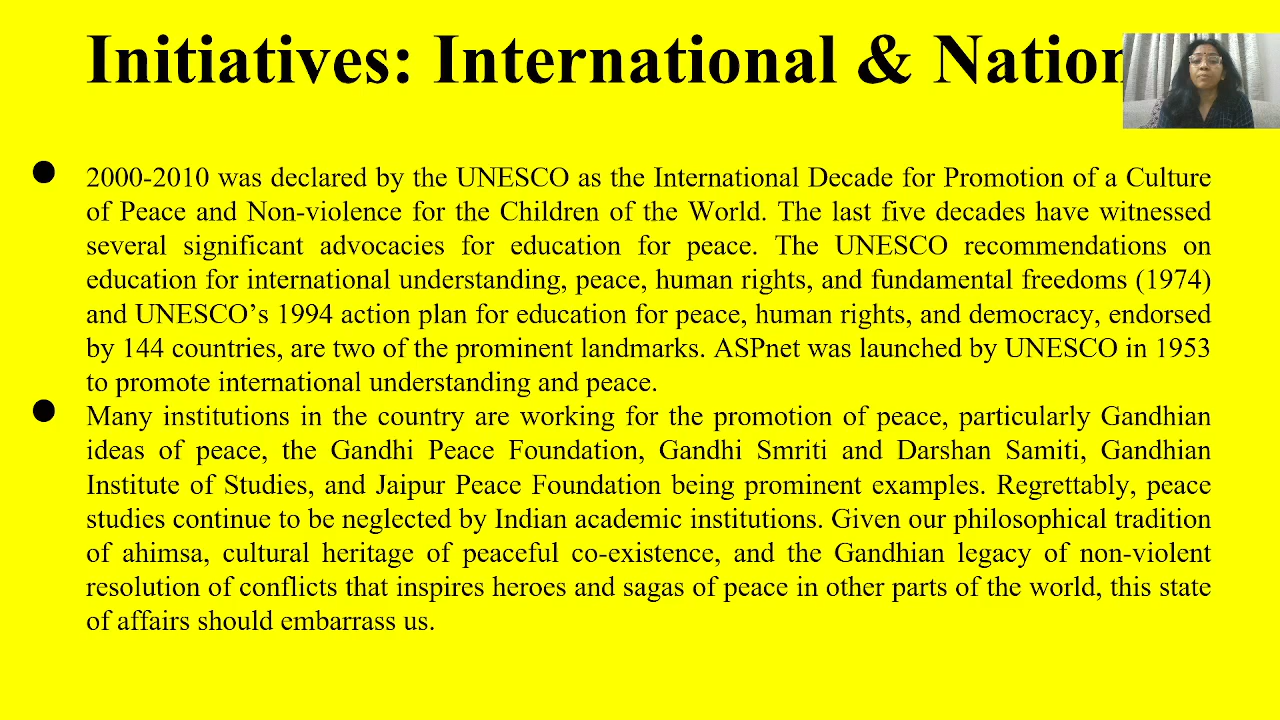 Initiatives: International & Nation
● 2000-2010 was declared by the UNESCO as the International Decade for Promotion of a Culture
of Peace and Non-violence for the Children of the World. The last five decades have witnessed
several significant advocacies for education for peace. The UNESCO recommendations on
education for international understanding, peace, human rights, and fundamental freedoms (1974)
and UNESCO’s 1994 action plan for education for peace, human rights, and democracy, endorsed
by 144 countries, are two of the prominent landmarks. ASPnet was launched by UNESCO in 1953
to promote international understanding and peace.
● Many institutions in the country are working for the promotion of peace, particularly Gandhian
ideas of peace, the Gandhi Peace Foundation, Gandhi Smriti and Darshan Samiti, Gandhian
Institute of Studies, and Jaipur Peace Foundation being prominent examples. Regrettably, peace
studies continue to be neglected by Indian academic institutions. Given our philosophical tradition
of ahimsa, cultural heritage of peaceful co-existence, and the Gandhian legacy of non-violent
resolution of conflicts that inspires heroes and sagas of peace in other parts of the world, this state
of affairs should embarrass us.